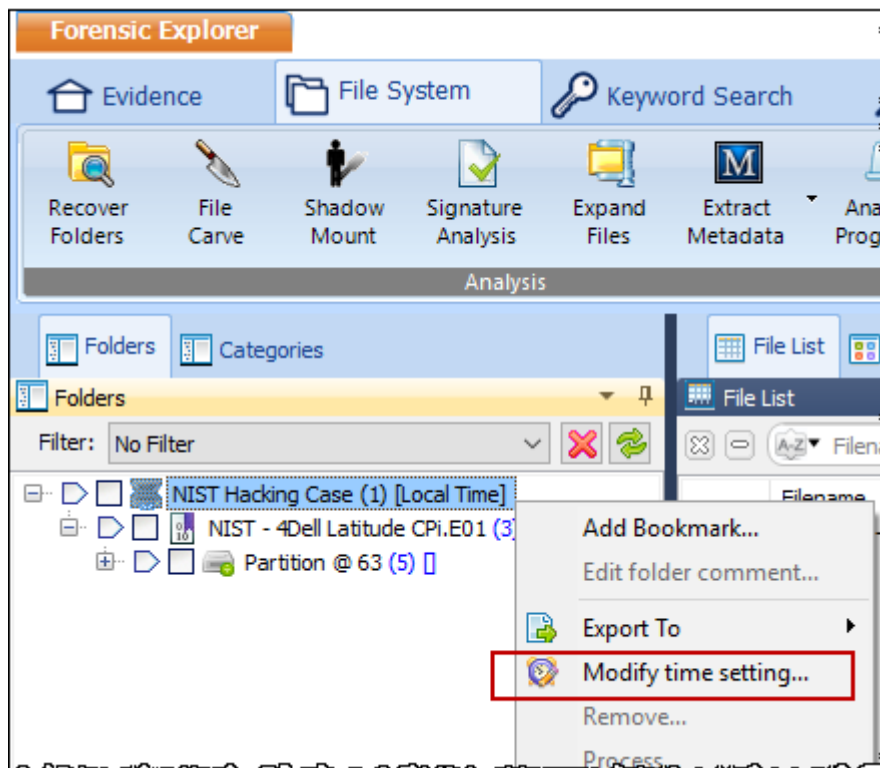 Forensic Explorer
Evidence
File System
Keyword Search
Recover Folders
File Carve
Shadow Mount
Signature Analysis
Expand Files
M
Extract Metadata
Analysis
Folders
Categories
File List
Folders
File List
Filter:
No Filter
A-Z
NIST Hacking Case (1) [Local Time]
Filename
NIST - 4Dell Latitude CPi.E01 (3)
Partition @ 63 (5) []
Add Bookmark...
Edit folder comment...
Export To
Modify time setting...
Remove...
Process